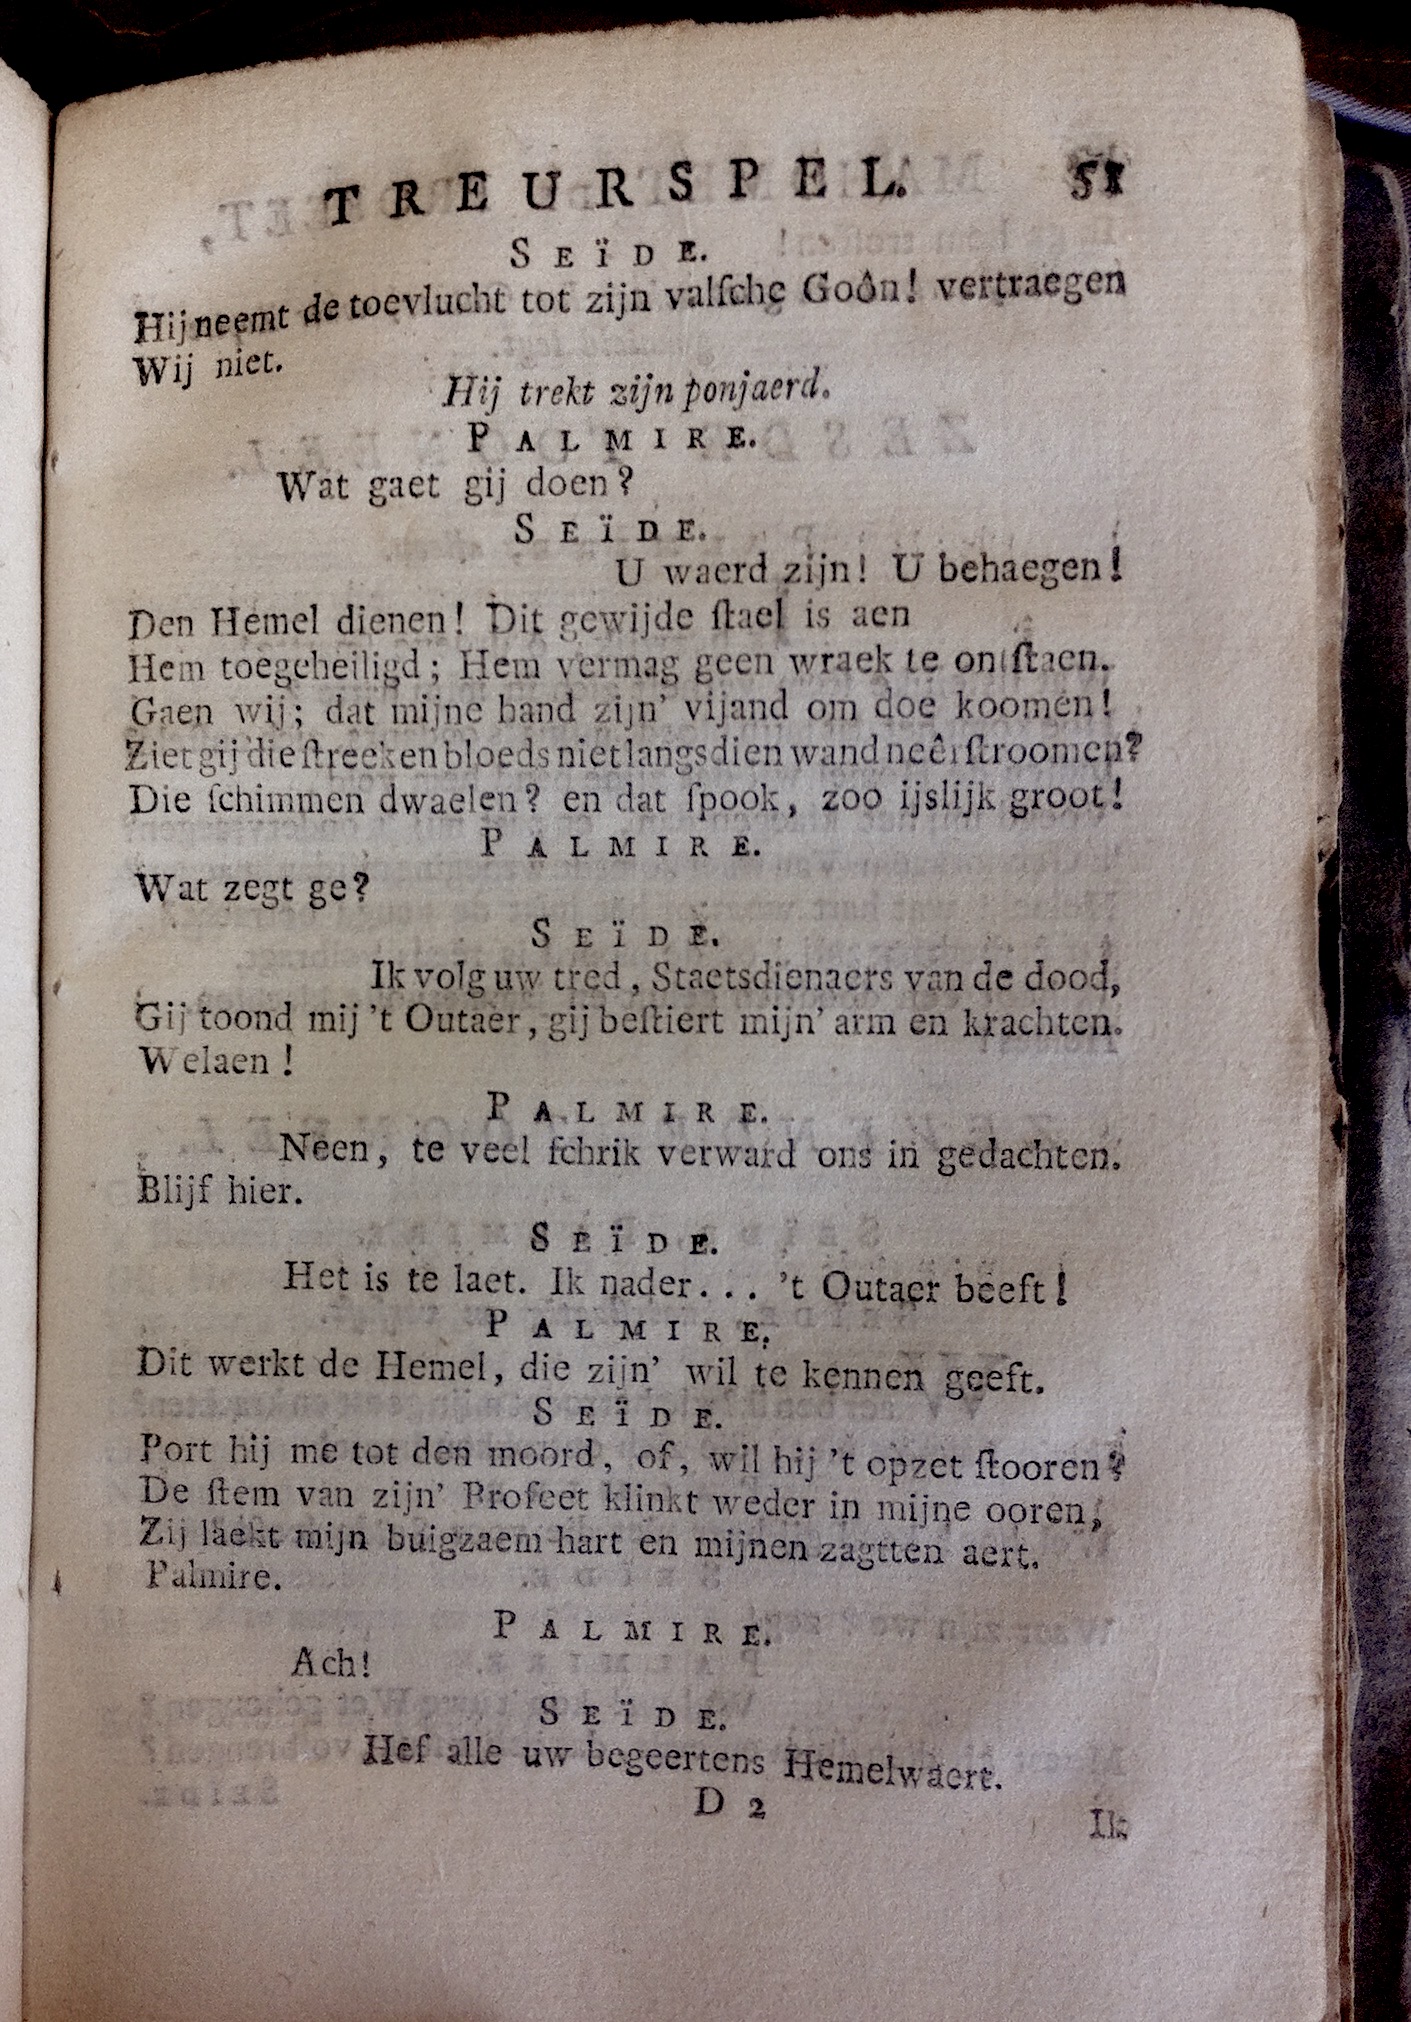 TREURSPEL. 51
SEÏDE.
Hij neemt de toevlucht tot zijn valſche Goôn! vertraegen
Wij niet.
Hij trekt zijn ponjaerd.
PALMIRE.
Wat gaet gij doen?
SEÏDE.
U waerd zijn! U behaegen!
Den Hemel dienen! Dit gewijde ſtael is aen
Hem toegeheiligd; Hem vermag geen wraek te ontſtaen.
Gaen wij; dat mijne hand zijn' vijand om doe koomen!
Ziet gij die ſtreeken bloeds niet langs dien wand neêrſtroomen?
Die ſchimmen dwaelen? en dat ſpook, zoo ijslijk groot!
PALMIRE.
Wat zegt ge?
SEÏDE.
Ik volg uw tred, Staetsdienaers van de dood,
Gij toond mij 't Outaer, gij beſtiert mijn' arm en krachten.
Welaen!
PALMIRE.
Neen, te veel ſchrik verward ons in gedachten.
Blijf hier.
SEÏDE.
Het is te laet. Ik nader... 't Outaer beeft!
PALMIRE.
Dit werkt de Hemel, die zijn' wil te kennen geeft.
SEÏDE.
Port hij me tot den moord, of, wil hij 't opzet ſtooren?
De ſtem van zijn' Profeet klinkt weder in mijne ooren,
Zij laekt mijn buigzaem hart en mijnen zagtten aert.
Palmire.
PALMIRE.
Ach!
SEÏDE.
Hef alle uw begeertens Hemelwaert.
D 2
Ik